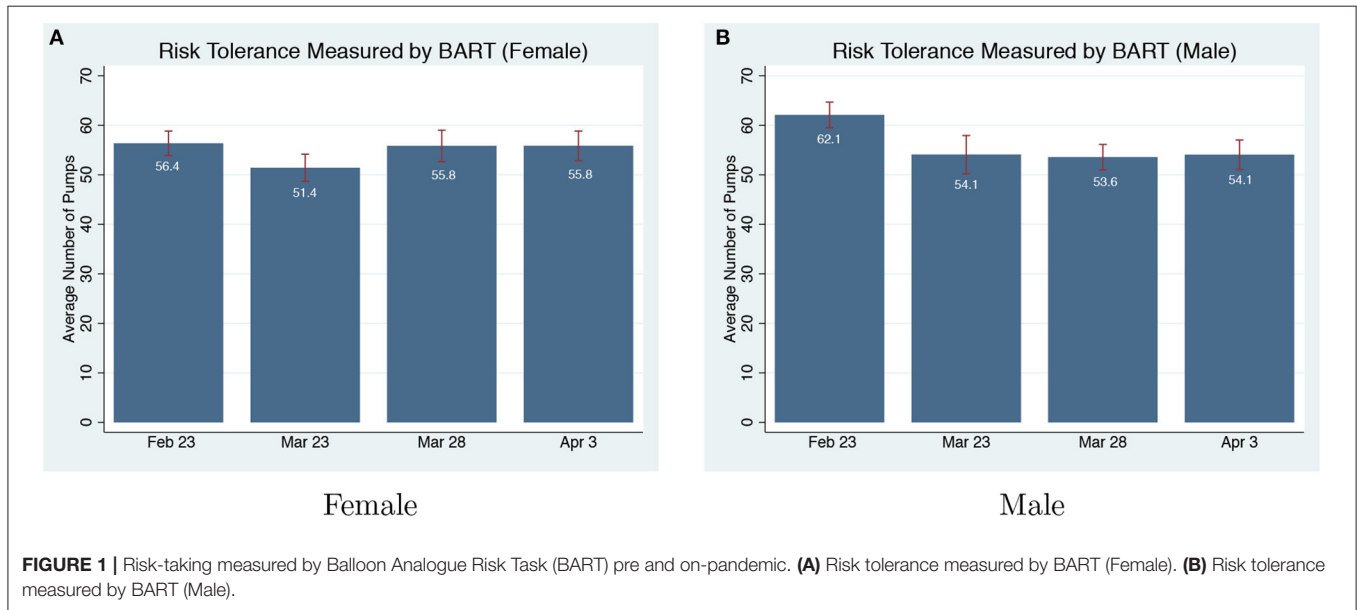 A
Risk Tolerance Measured by BART (Female)
Average Number of Pumps
70
60
50
40
30
20
10
0
56.4
51.4
55.8
55.8
Feb 23
Mar 23
Mar 28
Apr 3
Female
B
Risk Tolerance Measured by BART (Male)
Average Number of Pumps
70
60
50
40
30
20
10
0
62.1
54.1
53.6
54.1
Feb 23
Mar 23
Mar 28
Apr 3
Male
FIGURE 1 | Risk-taking measured by Balloon Analogue Risk Task (BART) pre and on-pandemic. (A) Risk tolerance measured by BART (Female). (B) Risk tolerance
measured by BART (Male).